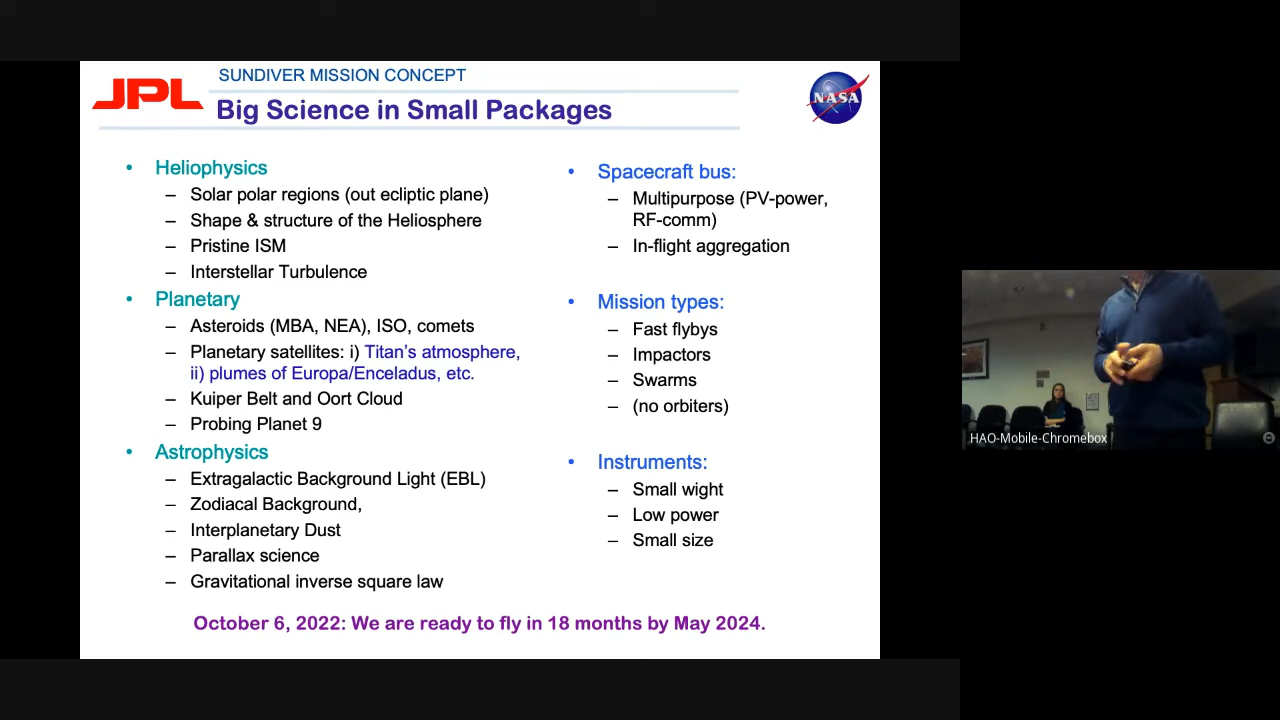 JPL
SUNDIVER MISSION CONCEPT
Big Science in Small Packages
NASA
• Heliophysics
– Solar polar regions (out ecliptic plane)
– Shape & structure of the Heliosphere
– Pristine ISM
– Interstellar Turbulence
• Planetary
– Asteroids (MBA, NEA), ISO, comets
– Planetary satellites: i) Titan's atmosphere,
ii) plumes of Europa/Enceladus, etc.
– Kuiper Belt and Oort Cloud
– Probing Planet 9
• Astrophysics
– Extragalactic Background Light (EBL)
– Zodiacal Background,
– Interplanetary Dust
– Parallax science
– Gravitational inverse square law
• Spacecraft bus:
– Multipurpose (PV-power,
RF-comm)
– In-flight aggregation
• Mission types:
– Fast flybys
– Impactors
– Swarms
– (no orbiters)
• Instruments:
– Small wight
– Low power
– Small size
October 6, 2022: We are ready to fly in 18 months by May 2024.
HAO-Mobile-Chromebox